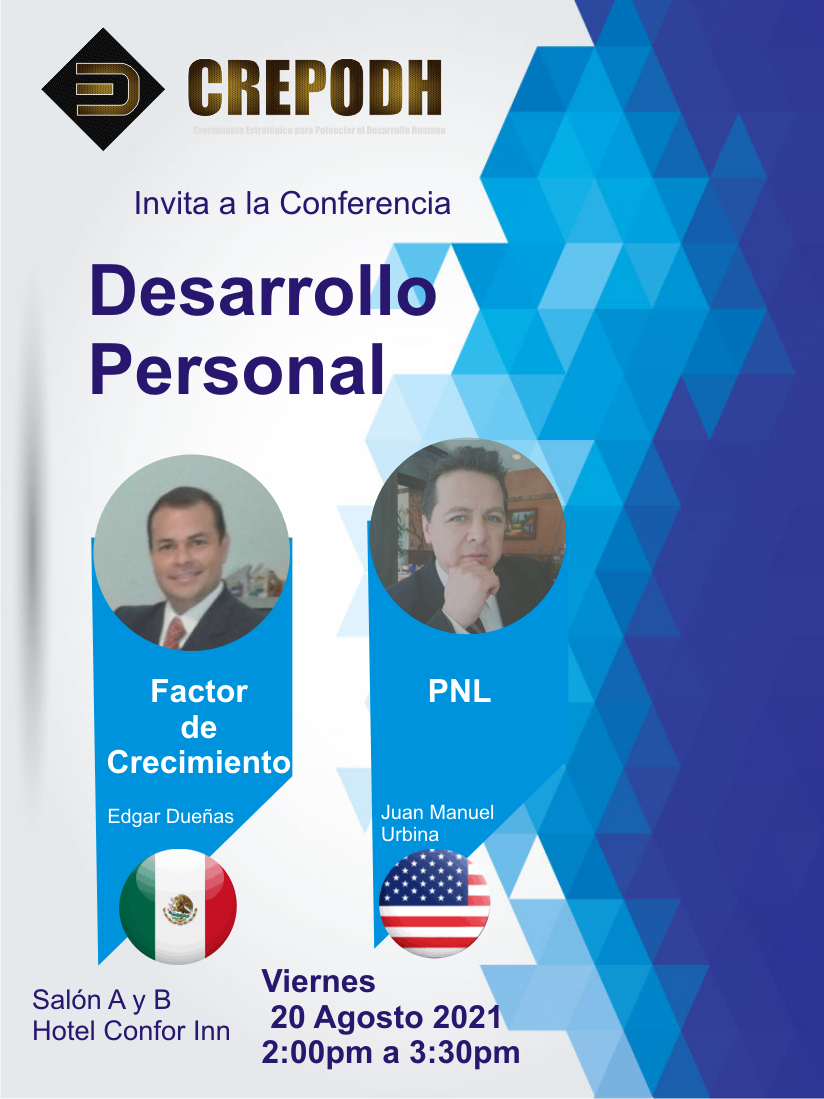 CREPODH
Crecimiento Estratégico para Potenciar el Desarrollo Humano
Invita a la Conferencia
Desarrollo
Personal
Factor
de
Crecimiento
Edgar Dueñas
PNL
Juan Manuel
Urbina
Salón A y B
Hotel Confor Inn
Viernes
20 Agosto 2021
2:00pm a 3:30pm